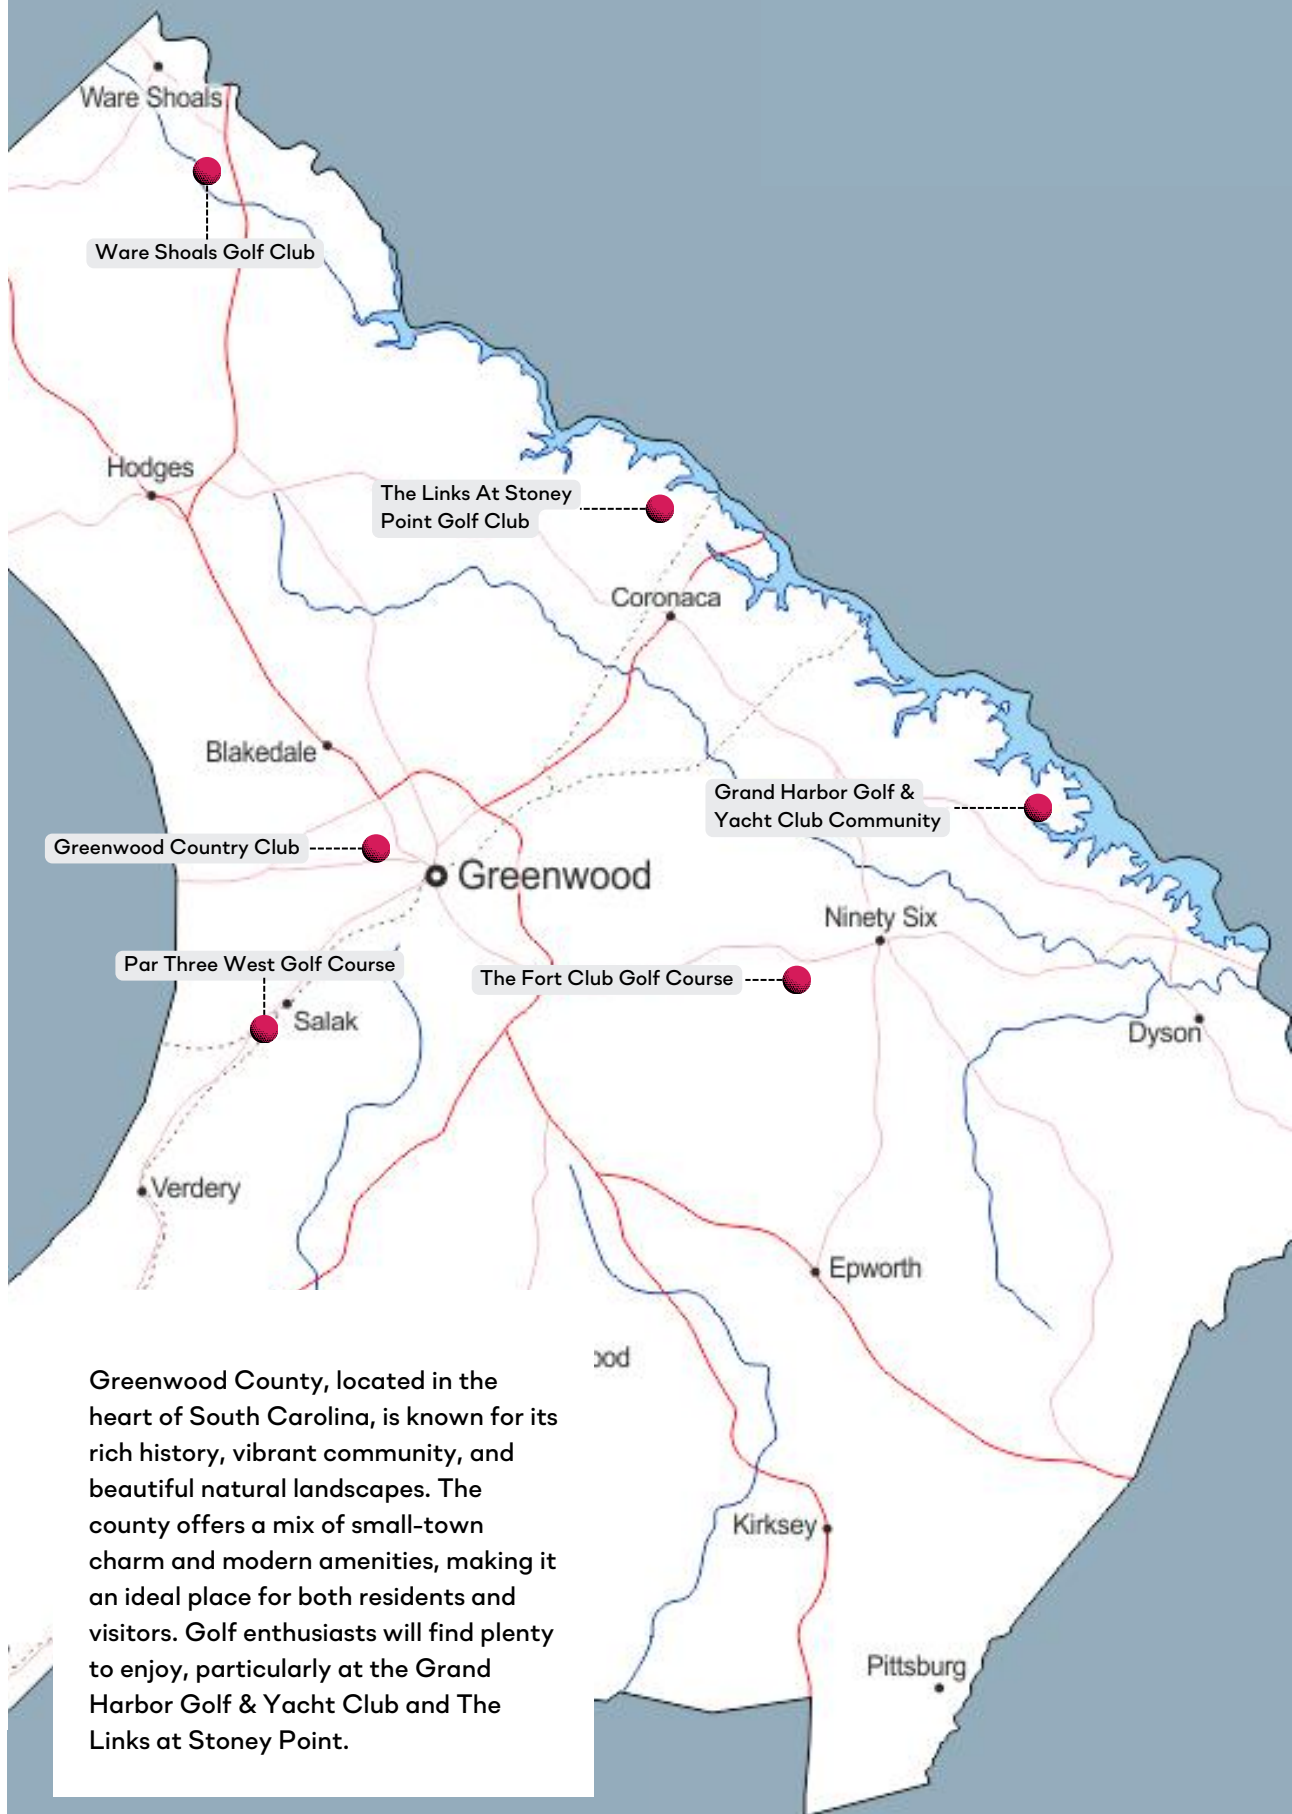 Ware Shoals
Ware Shoals Golf Club
Hodges
The Links At Stoney
Point Golf Club
Coronaca
Blakedale
Grand Harbor Golf &
Yacht Club Community
Greenwood Country Club
Greenwood
Ninety Six
Par Three West Golf Course
The Fort Club Golf Course
Salak
Dyson
Verdery
Epworth
Greenwood County, located in the
heart of South Carolina, is known for its
rich history, vibrant community, and
beautiful natural landscapes. The
county offers a mix of small-town
charm and modern amenities, making it
an ideal place for both residents and
visitors. Golf enthusiasts will find plenty
to enjoy, particularly at the Grand
Harbor Golf & Yacht Club and The
Links at Stoney Point.
Kirksey
Pittsburg